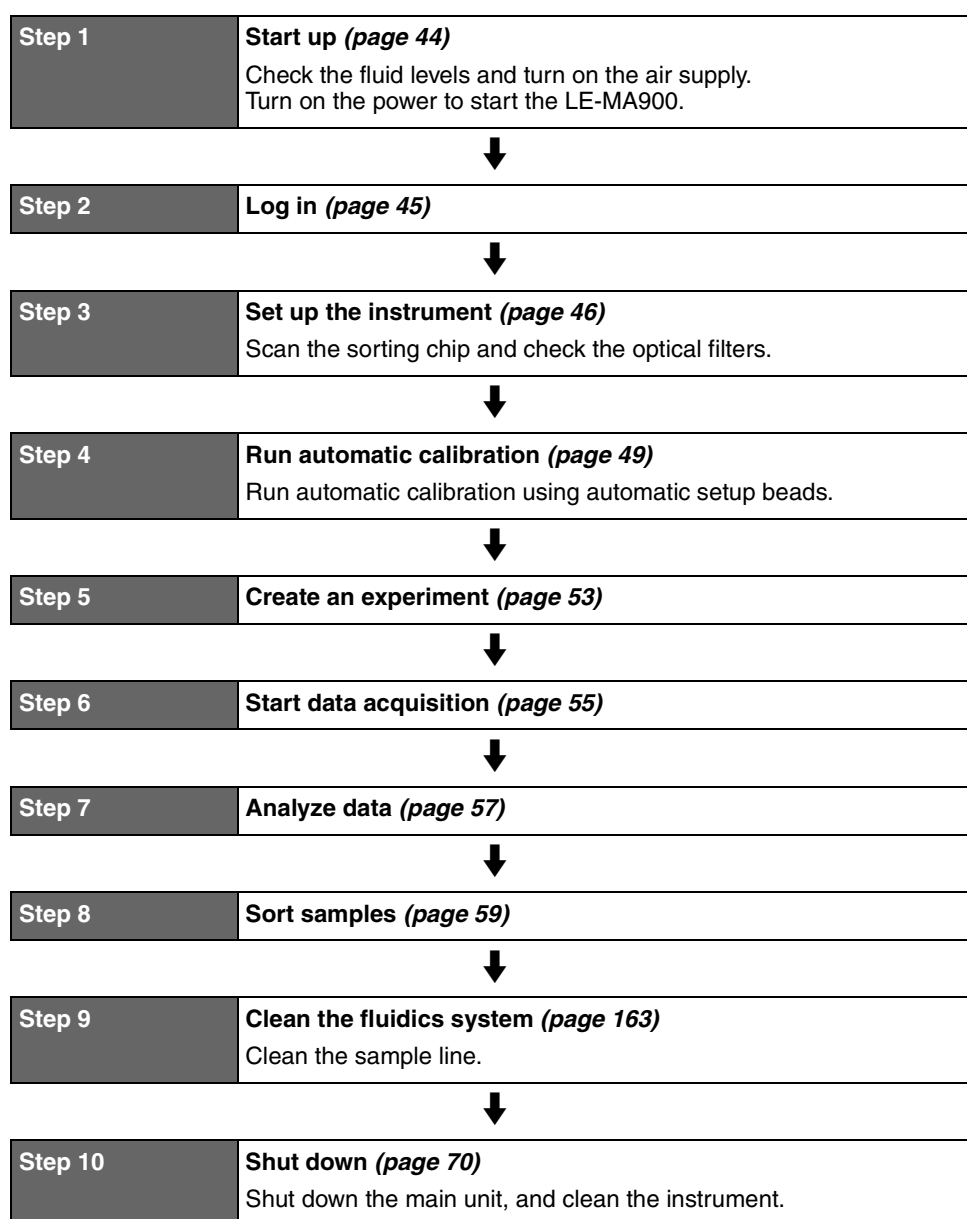 Step 1
Start up (page 44)
Check the fluid levels and turn on the air supply.
Turn on the power to start the LE-MA900.
Step 2
Log in (page 45)
Step 3
Set up the instrument (page 46)
Scan the sorting chip and check the optical filters.
Step 4
Run automatic calibration (page 49)
Run automatic calibration using automatic setup beads.
Step 5
Create an experiment (page 53)
Step 6
Start data acquisition (page 55)
Step 7
Analyze data (page 57)
Step 8
Sort samples (page 59)
Step 9
Clean the fluidics system (page 163)
Clean the sample line.
Step 10
Shut down (page 70)
Shut down the main unit, and clean the instrument.